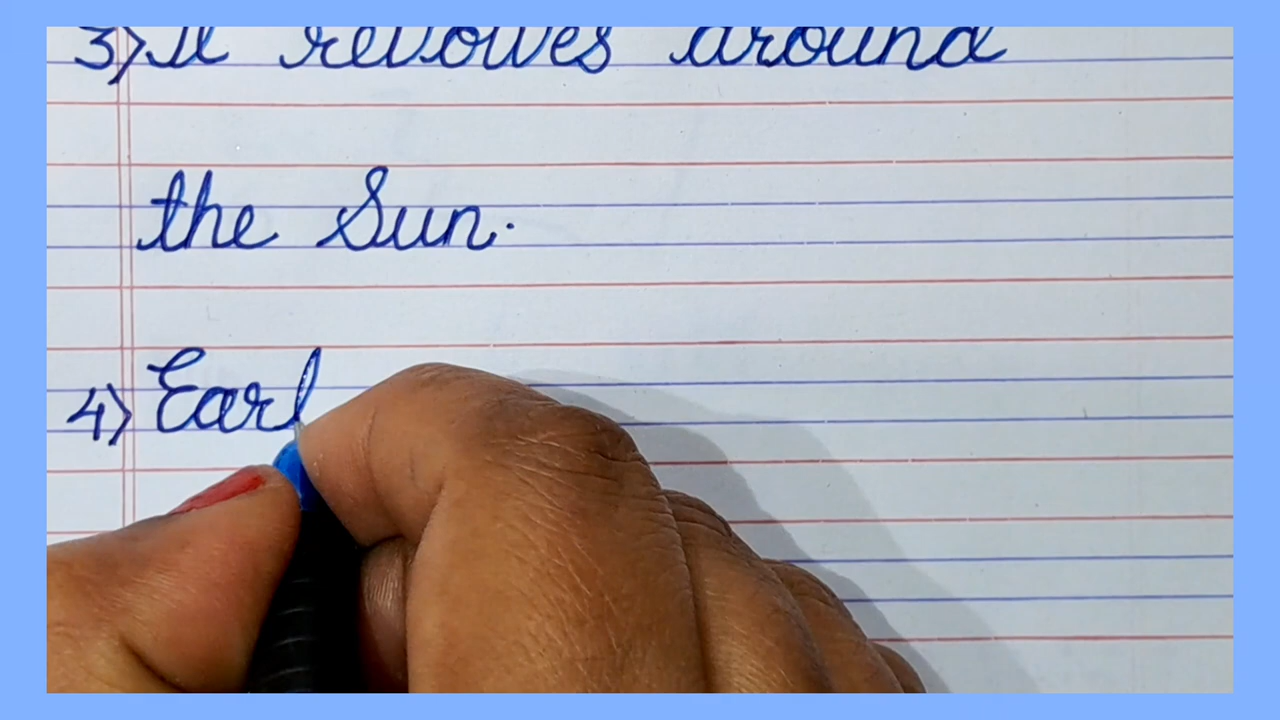 3) It revolves around
the Sun.
4) Earl